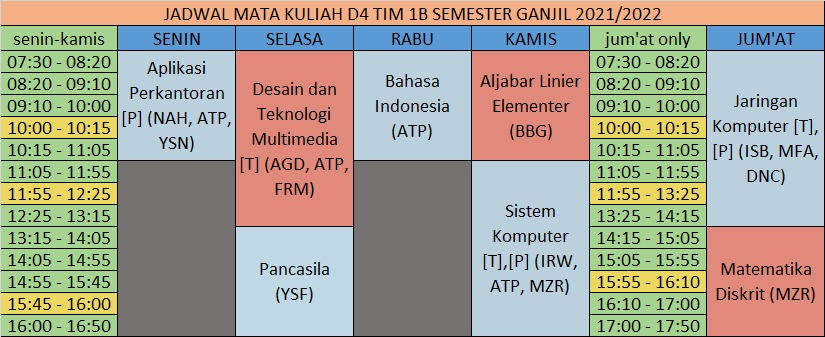 JADWAL MATA KULIAH D4 TIM 1B SEMESTER GANJIL 2021/2022
senin-kamis SENIN SELASA RABU KAMIS jum'at only JUM'AT
07:30 - 08:20
08:20 - 09:10
09:10 - 10:00
10:00 - 10:15
10:15 - 11:05
11:05 - 11:55
11:55 - 12:25
12:25 - 13:15
13:15 - 14:05
14:05 - 14:55
14:55 - 15:45
15:45 - 16:00
16:00 - 16:50
Aplikasi
Perkantoran
[P] (NAH, ATP,
YSN)
Desain dan
Teknologi
Multimedia
[T] (AGD, ATP,
FRM)
Pancasila
(YSF)
Bahasa
Indonesia
(ATP)
Aljabar Linier
Elementer
(BBG)
Sistem
Komputer
[T],[P] (IRW,
ATP, MZR)
07:30 - 08:20
08:20 - 09:10
09:10 - 10:00
10:00 - 10:15
10:15 - 11:05
11:05 - 11:55
11:55 - 13:25
13:25 - 14:15
14:15 - 15:05
15:05 - 15:55
15:55 - 16:10
16:10 - 17:00
17:00 - 17:50
Jaringan
Komputer [T],
[P] (ISB, MFA,
DNC)
Matematika
Diskrit (MZR)